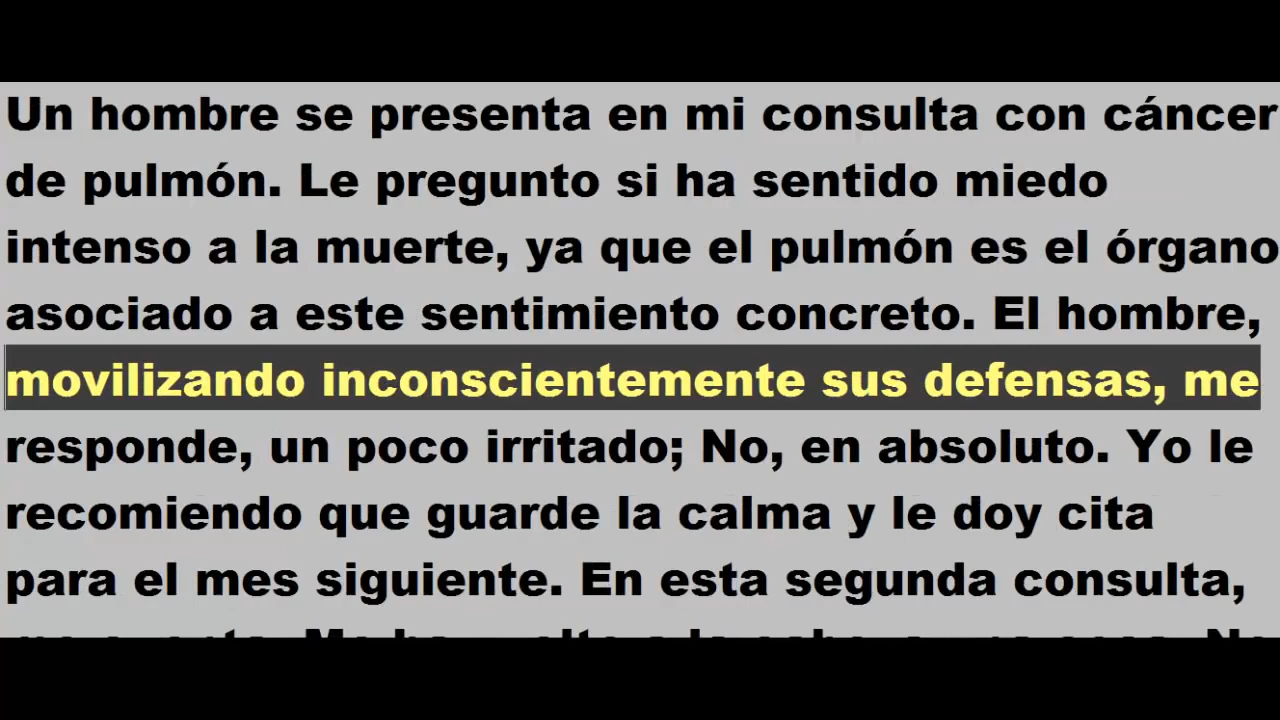 Un hombre se presenta en mi consulta con cáncer
de pulmón. Le pregunto si ha sentido miedo
intenso a la muerte, ya que el pulmón es el órgano
asociado a este sentimiento concreto. El hombre,
movilizando inconscientemente sus defensas, me
responde, un poco irritado; No, en absoluto. Yo le
recomiendo que guarde la calma y le doy cita
para el mes siguiente. En esta segunda consulta,